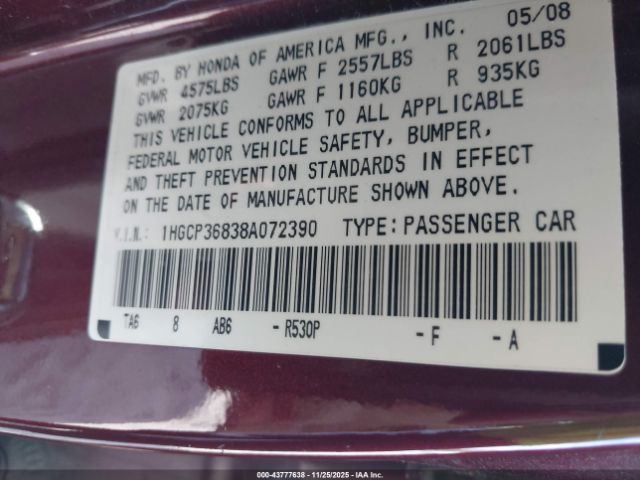 MFD. BY HONDA OF AMERICA MFG., INC. 05/08
GVWR 4575LBS GAWR F 2557LBS R 2061LBS
GVWR 2075KG GAWR F 1160KG R 935KG
THIS VEHICLE CONFORMS TO ALL APPLICABLE
FEDERAL MOTOR VEHICLE SAFETY, BUMPER,
AND THEFT PREVENTION STANDARDS IN EFFECT
ON THE DATE OF MANUFACTURE SHOWN ABOVE.
V.I.N.: 1HGCP36838A072390 TYPE: PASSENGER CAR
TA6 8 AB6 - R530P - F - A
000-43777638 - 11/25/2025 - IAA Inc.